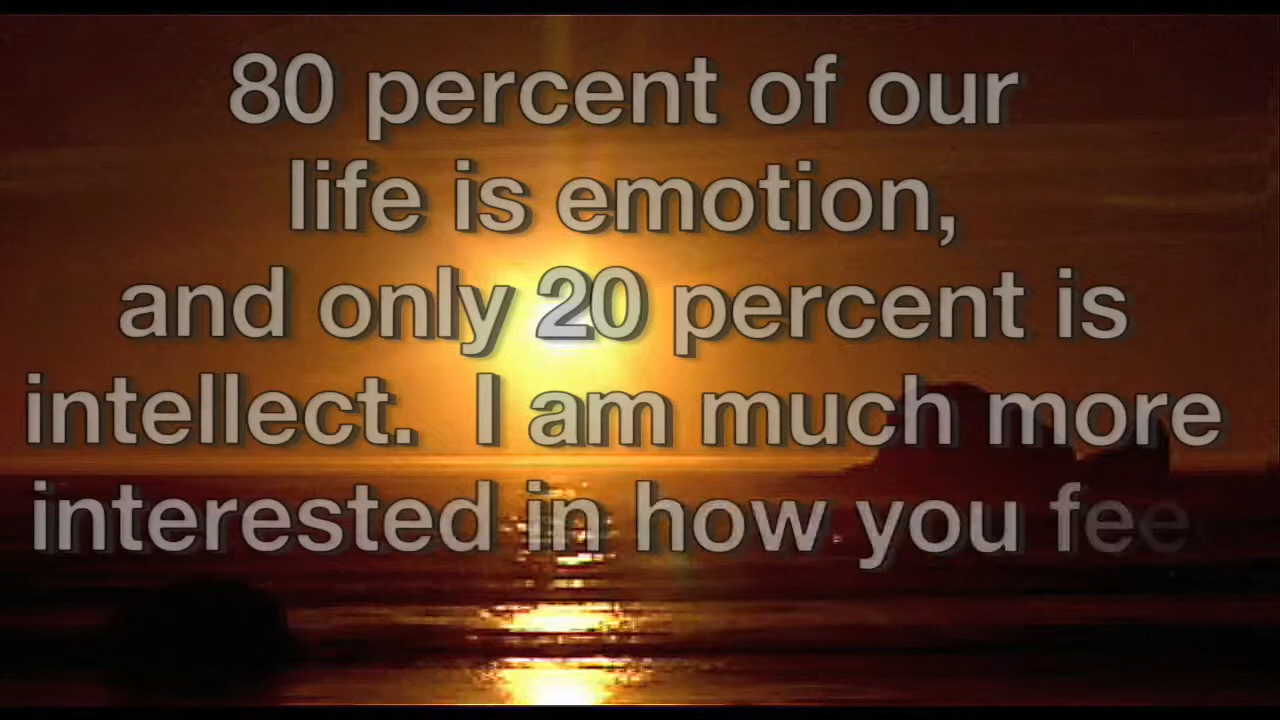 80 percent of our
life is emotion,
and only 20 percent is
intellect.  I am much more
interested in how you fee